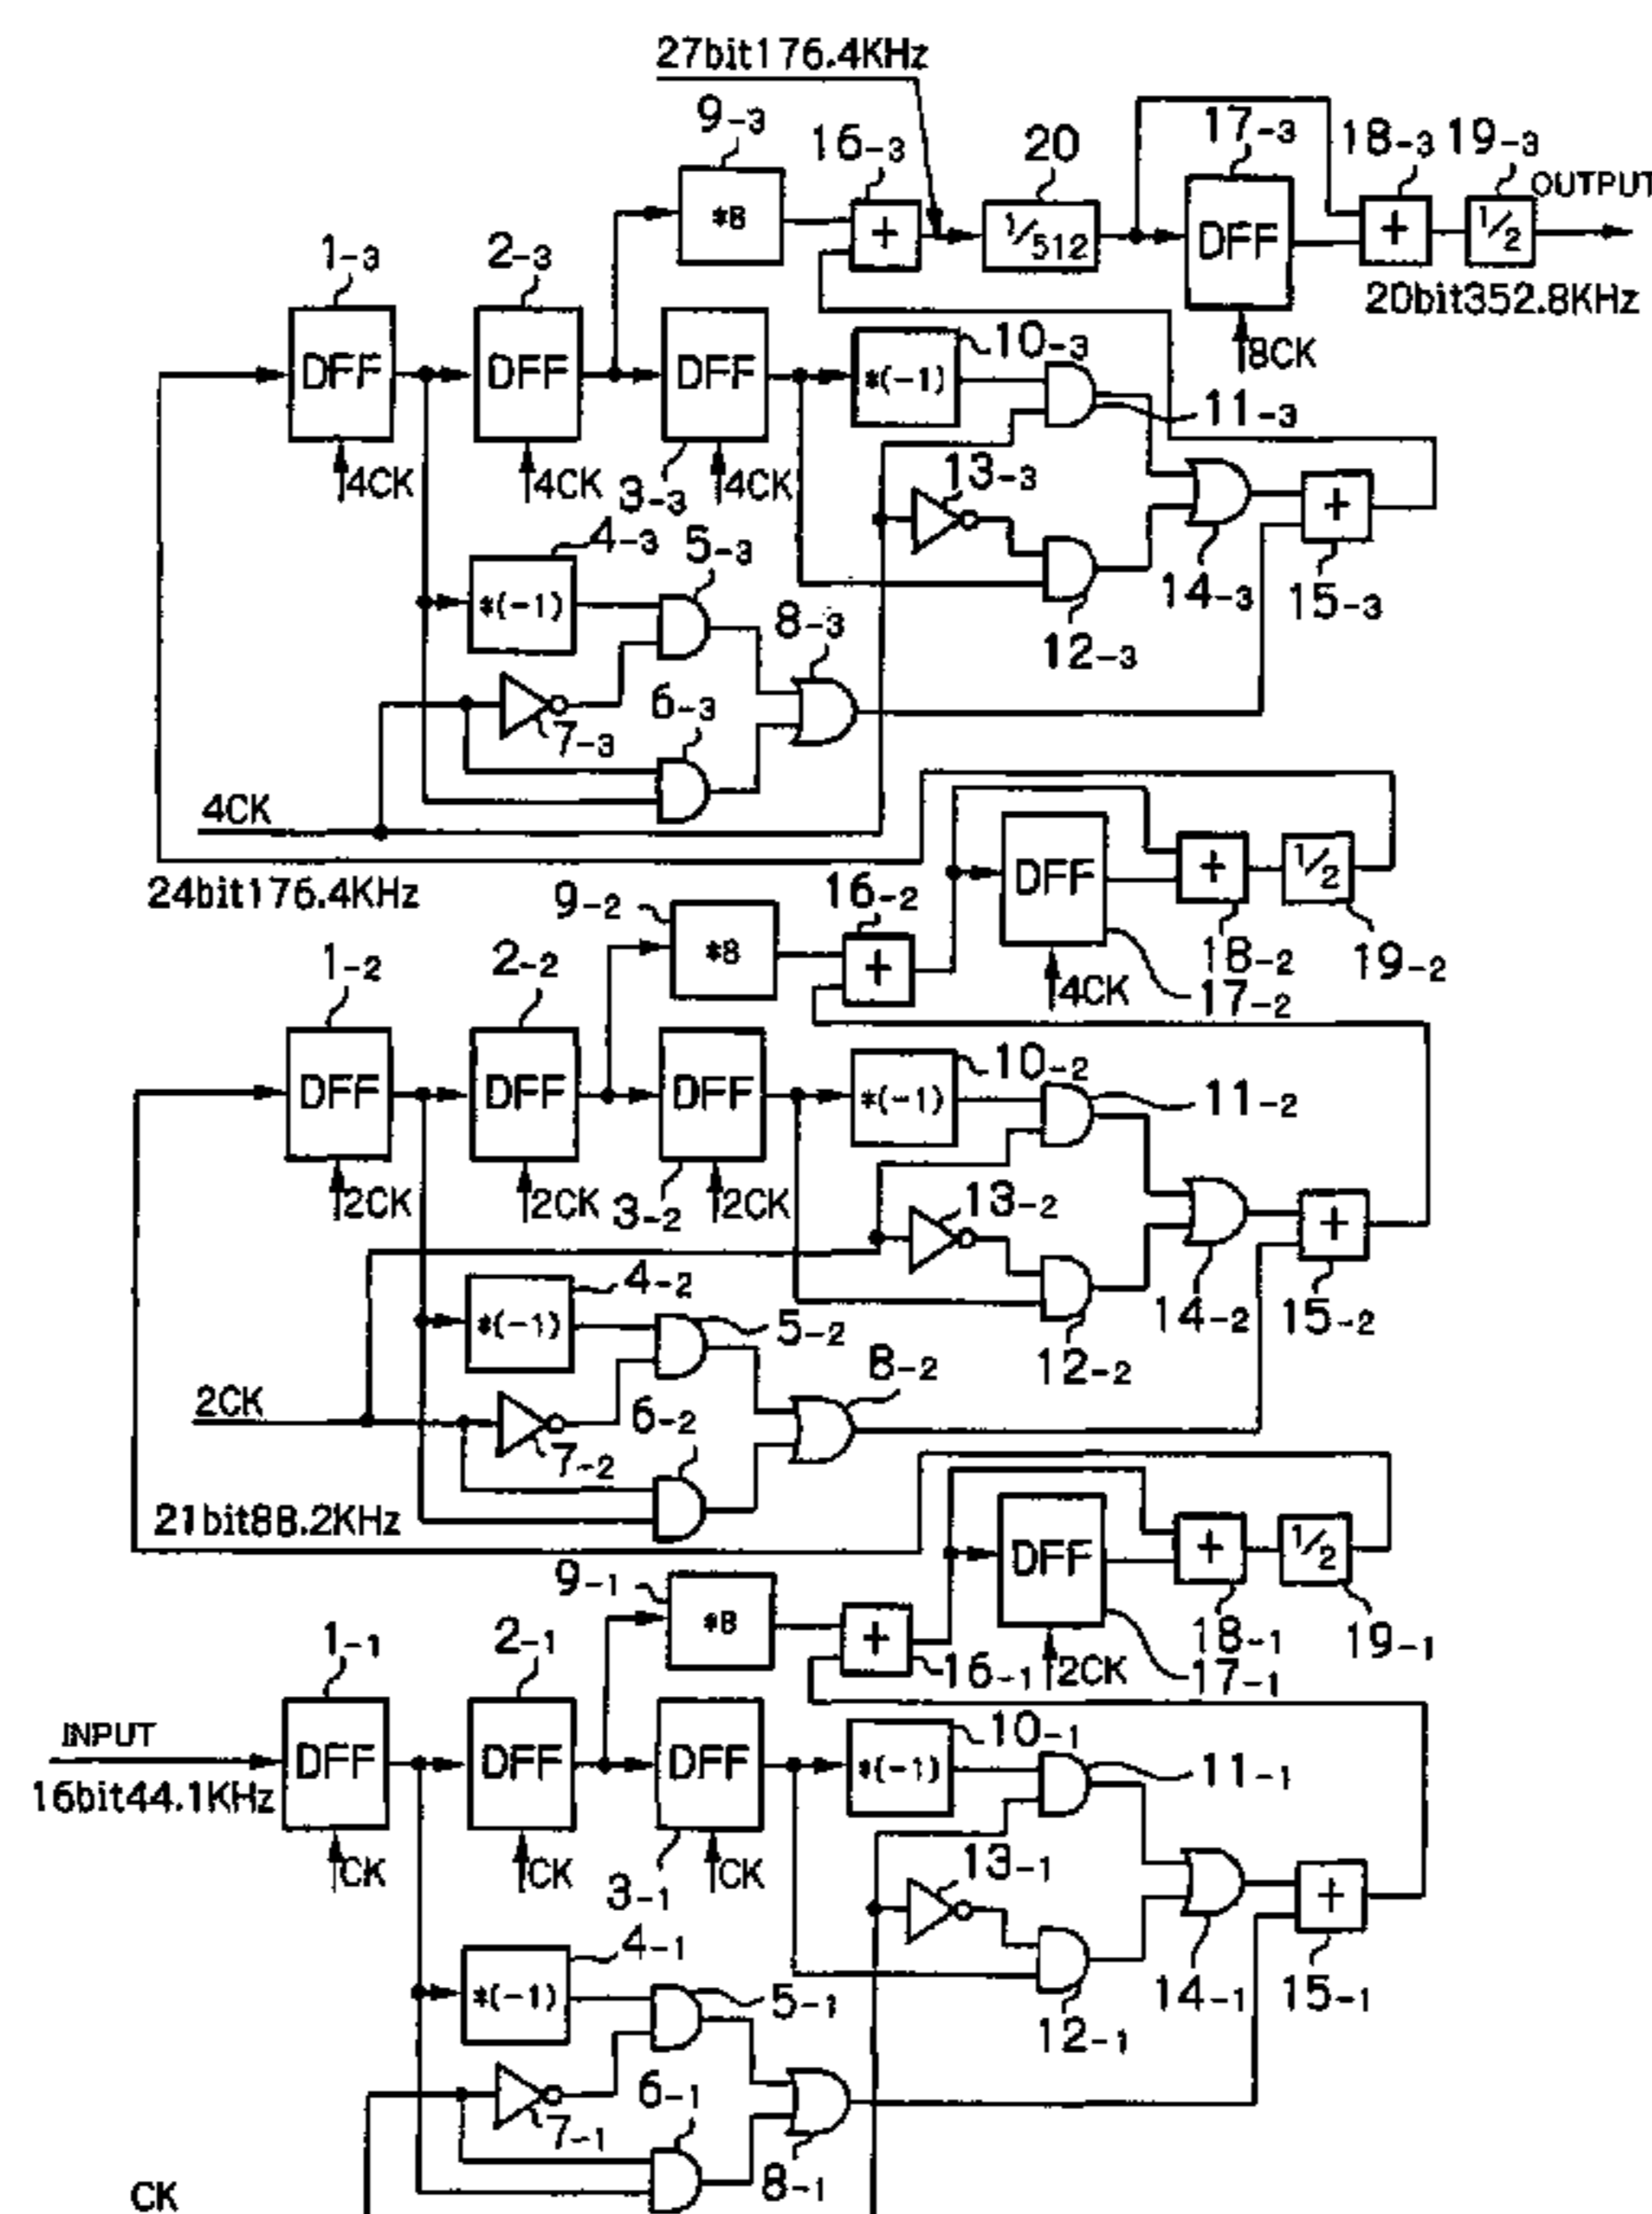 27bit176.4KHz
9-3
16-3
20
17-3
18-3
19-3
OUTPUT
*8
+
1/512
DFF
+
1/2
20bit352.8KHz
8CK
1-3
2-3
DFF
DFF
DFF
*(-1)
10-3
11-3
4CK
4CK
3-3
4CK
13-3
4-3
5-3
+
14-3
15-3
*(-1)
8-3
12-3
6-3
7-3
4CK
24bit176.4KHz
9-2
16-2
DFF
+
1/2
*8
+
18-2
19-2
4CK
17-2
1-2
2-2
DFF
DFF
DFF
*(-1)
10-2
11-2
2CK
2CK
3-2
2CK
13-2
+
4-2
*(-1)
5-2
14-2
15-2
12-2
8-2
2CK
6-2
7-2
21bit88.2KHz
DFF
+
1/2
9-1
*8
+
16-1
2CK
17-1
18-1
19-1
1-1
2-1
INPUT
16bit44.1KHz
DFF
DFF
DFF
*(-1)
10-1
11-1
CK
CK
3-1
CK
13-1
+
4-1
*(-1)
5-1
14-1
15-1
12-1
6-1
7-1
8-1
CK